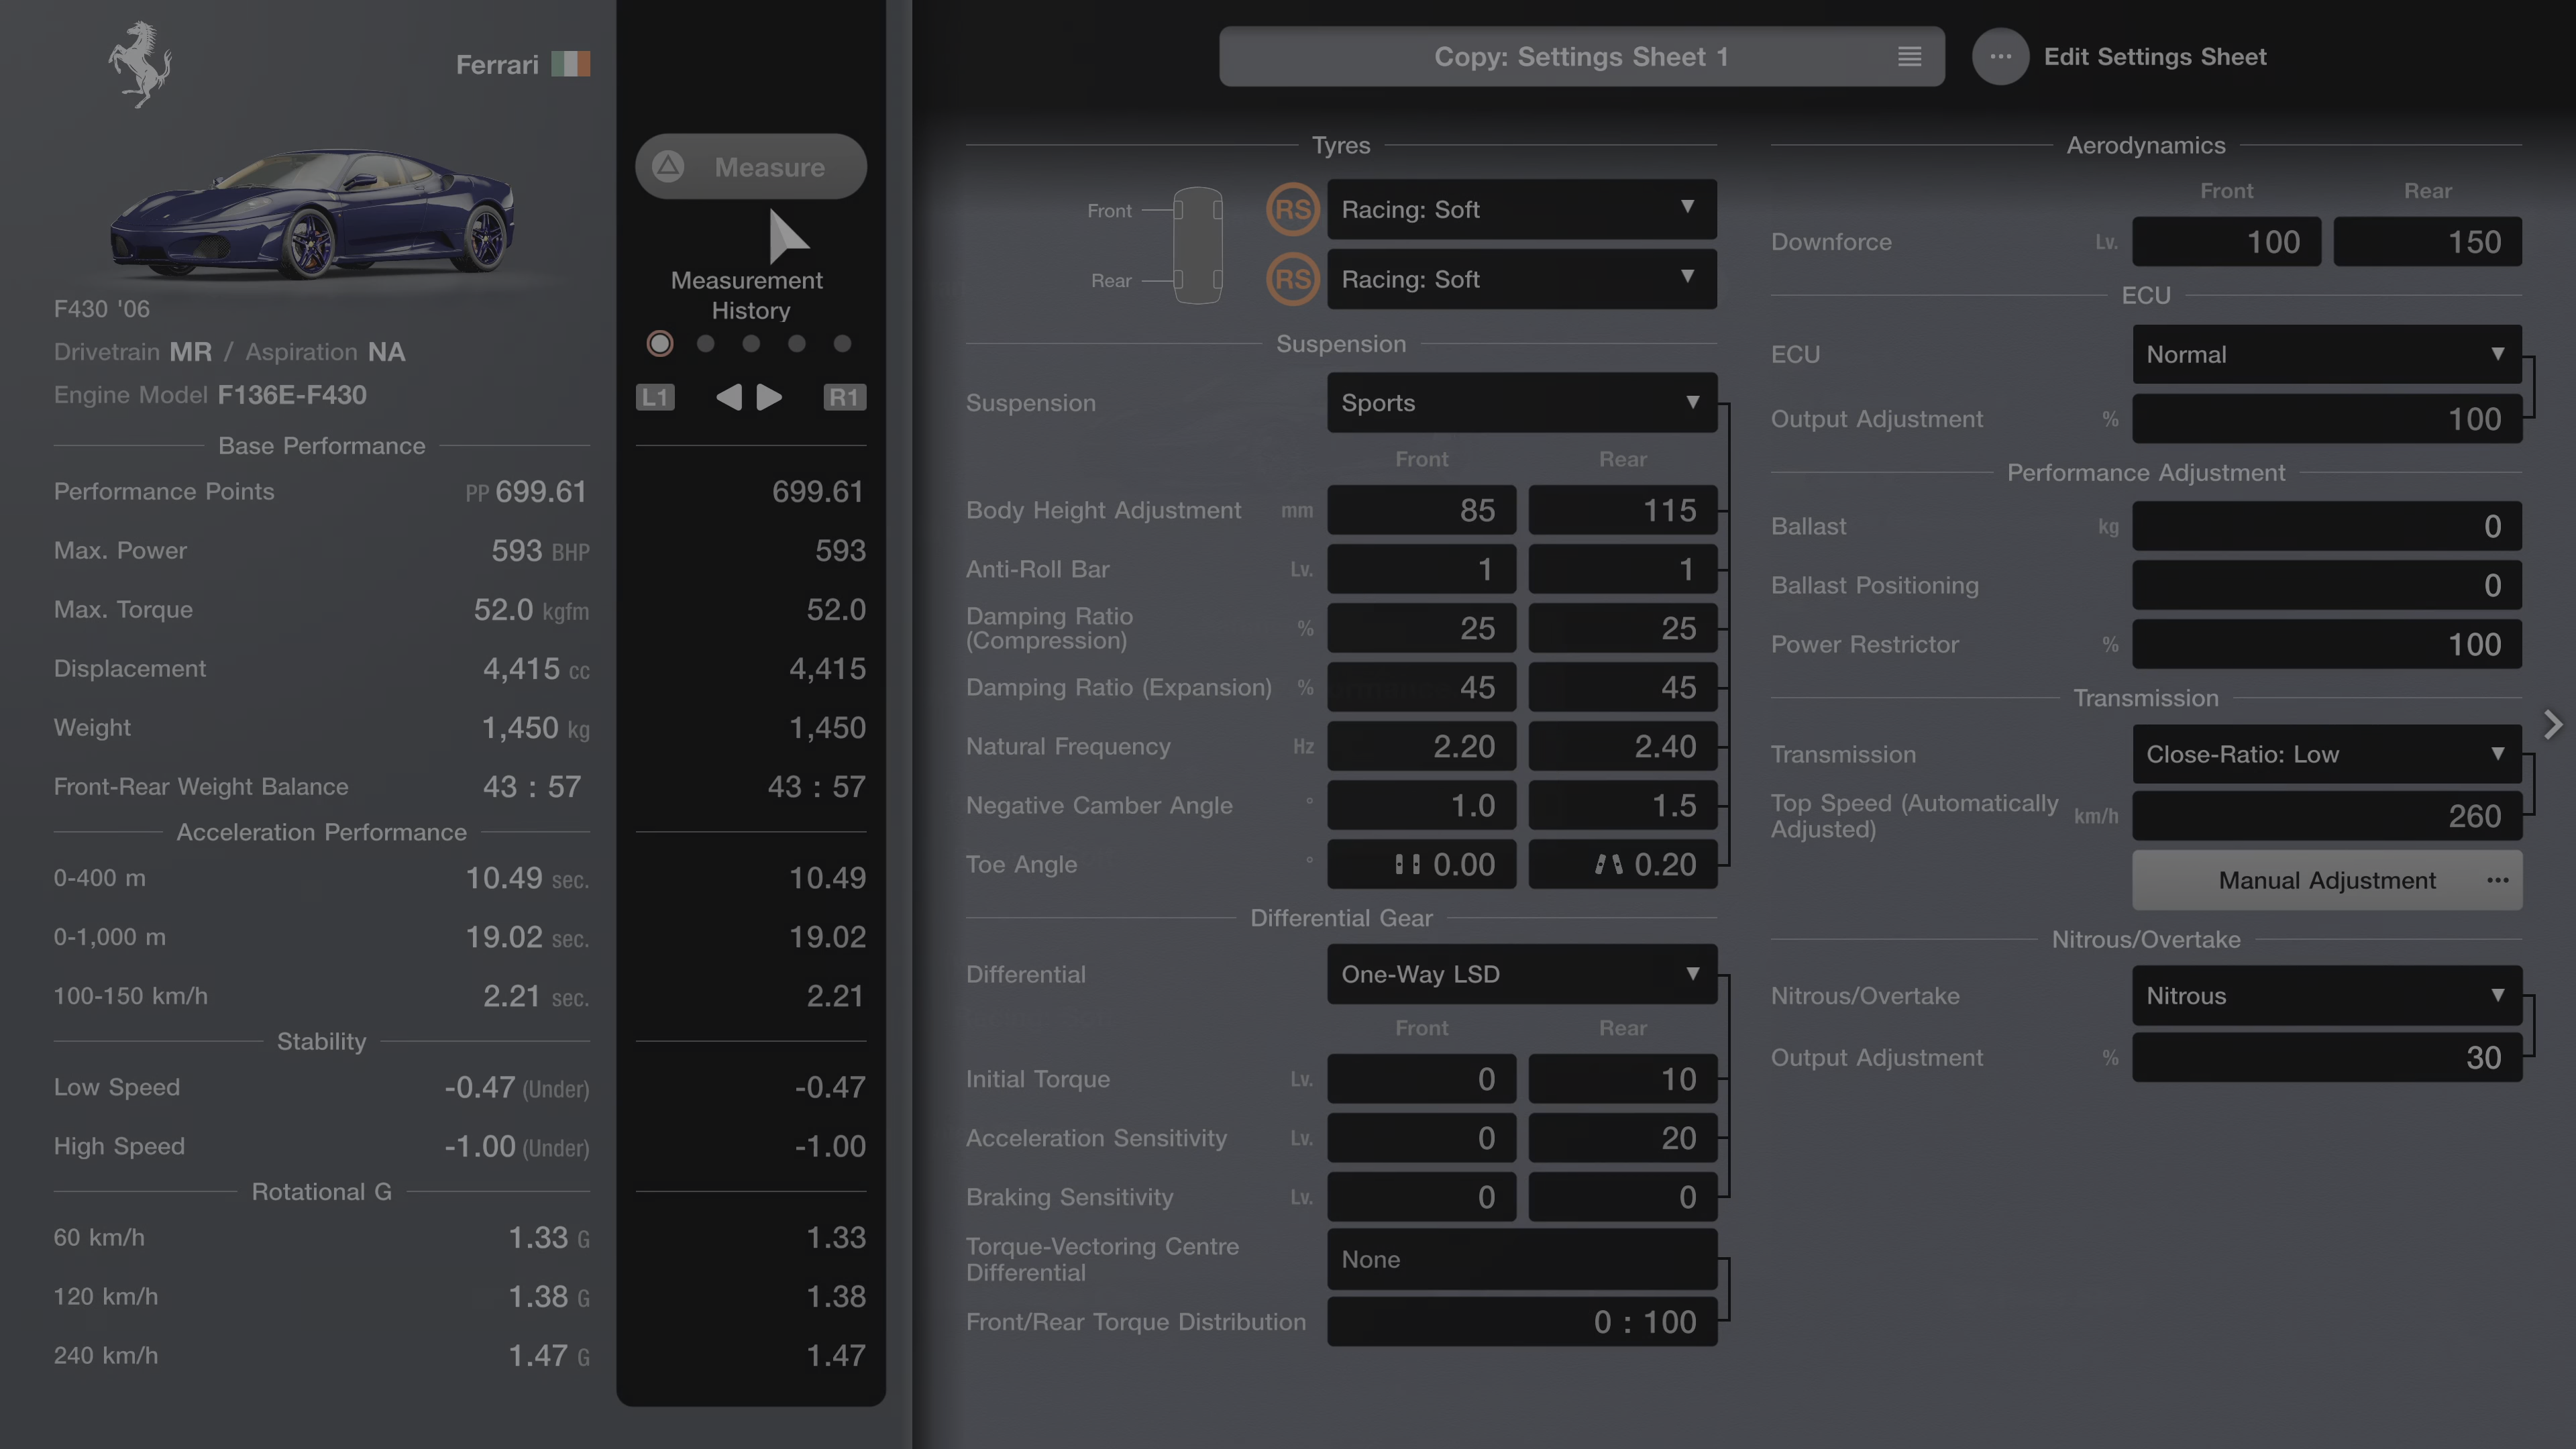 Ferrari
F430 '06
Drivetrain MR / Aspiration NA
Engine Model F136E-F430
Base Performance
Performance Points PP 699.61
Max. Power 593 BHP
Max. Torque 52.0 kgfm
Displacement 4,415 cc
Weight 1,450 kg
Front-Rear Weight Balance 43 : 57
Acceleration Performance
0-400 m 10.49 sec.
0-1,000 m 19.02 sec.
100-150 km/h 2.21 sec.
Stability
Low Speed -0.47 (Under)
High Speed -1.00 (Under)
Rotational G
60 km/h 1.33 G
120 km/h 1.38 G
240 km/h 1.47 G
Measure
Measurement
History
L1 R1
699.61
593
52.0
4,415
1,450
43 : 57
10.49
19.02
2.21
-0.47
-1.00
1.33
1.38
1.47
Copy: Settings Sheet 1
Edit Settings Sheet
Tyres
Front RS Racing: Soft
Rear RS Racing: Soft
Suspension
Suspension Sports
Front Rear
Body Height Adjustment mm 85 115
Anti-Roll Bar Lv. 1 1
Damping Ratio
(Compression) % 25 25
Damping Ratio (Expansion) % 45 45
Natural Frequency Hz 2.20 2.40
Negative Camber Angle ° 1.0 1.5
Toe Angle ° 0.00 0.20
Differential Gear
Differential One-Way LSD
Front Rear
Initial Torque Lv. 0 10
Acceleration Sensitivity Lv. 0 20
Braking Sensitivity Lv. 0 0
Torque-Vectoring Centre
Differential None
Front/Rear Torque Distribution 0 : 100
Aerodynamics
Front Rear
Downforce Lv. 100 150
ECU
ECU Normal
Output Adjustment % 100
Performance Adjustment
Ballast kg 0
Ballast Positioning 0
Power Restrictor % 100
Transmission
Transmission Close-Ratio: Low
Top Speed (Automatically
Adjusted) km/h 260
Manual Adjustment
Nitrous/Overtake
Nitrous/Overtake Nitrous
Output Adjustment % 30